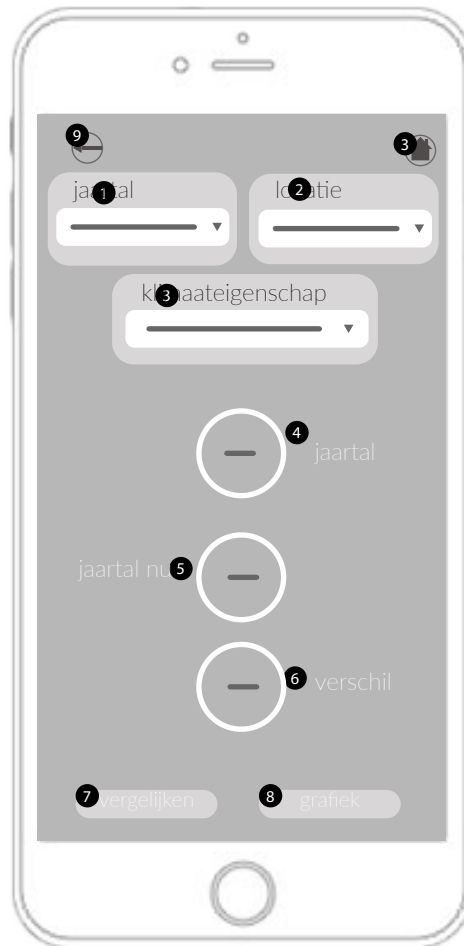 9
3
jaartal
1
locatie
2
klimaateigenschap
3
4
jaartal
jaartal nu
5
6
verschil
7
vergelijken
8
grafiek